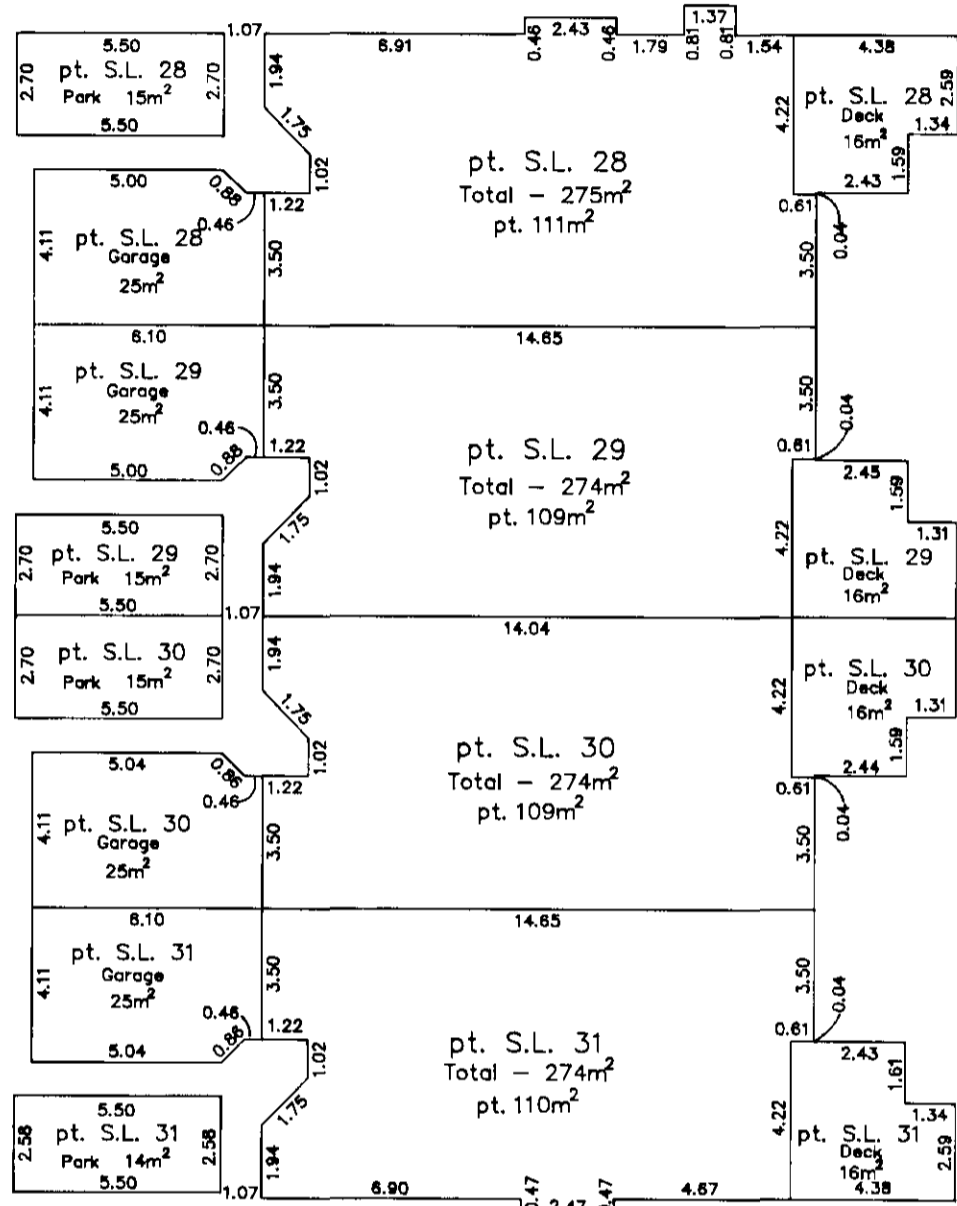 1.07
6.91
0.46
2.43
0.46
1.79
0.81
1.37
0.81
1.54
4.38
5.50
2.70
pt. S.L. 28
2.70
Park 15m²
5.50
1.94
1.75
1.02
4.22
pt. S.L. 28
Deck
16m²
2.59
1.34
1.59
2.43
pt. S.L. 28
Total – 275m²
pt. 111m²
5.00
0.88
0.46
1.22
4.11
pt. S.L. 28
Garage
25m²
3.50
0.61
0.04
3.50
6.10
14.65
4.11
pt. S.L. 29
Garage
25m²
3.50
0.46
0.88
5.00
1.22
1.02
pt. S.L. 29
Total – 274m²
pt. 109m²
3.50
0.04
0.61
2.45
1.59
1.31
4.22
pt. S.L. 29
Deck
16m²
5.50
2.70
pt. S.L. 29
2.70
Park 15m²
5.50
1.75
1.94
1.07
14.04
2.70
pt. S.L. 30
2.70
Park 15m²
5.50
1.94
1.75
1.02
4.22
pt. S.L. 30
Deck
16m²
1.31
1.59
2.44
pt. S.L. 30
Total – 274m²
pt. 109m²
5.04
0.86
0.46
1.22
4.11
pt. S.L. 30
Garage
25m²
3.50
0.61
0.04
3.50
6.10
14.65
4.11
pt. S.L. 31
Garage
25m²
3.50
0.46
0.86
5.04
1.22
1.02
pt. S.L. 31
Total – 274m²
pt. 110m²
3.50
0.04
0.61
2.43
1.61
1.34
4.22
pt. S.L. 31
Deck
16m²
2.59
4.38
5.50
2.58
pt. S.L. 31
2.58
Park 14m²
5.50
1.75
1.94
1.07
6.90
0.47
2.47
0.47
4.67